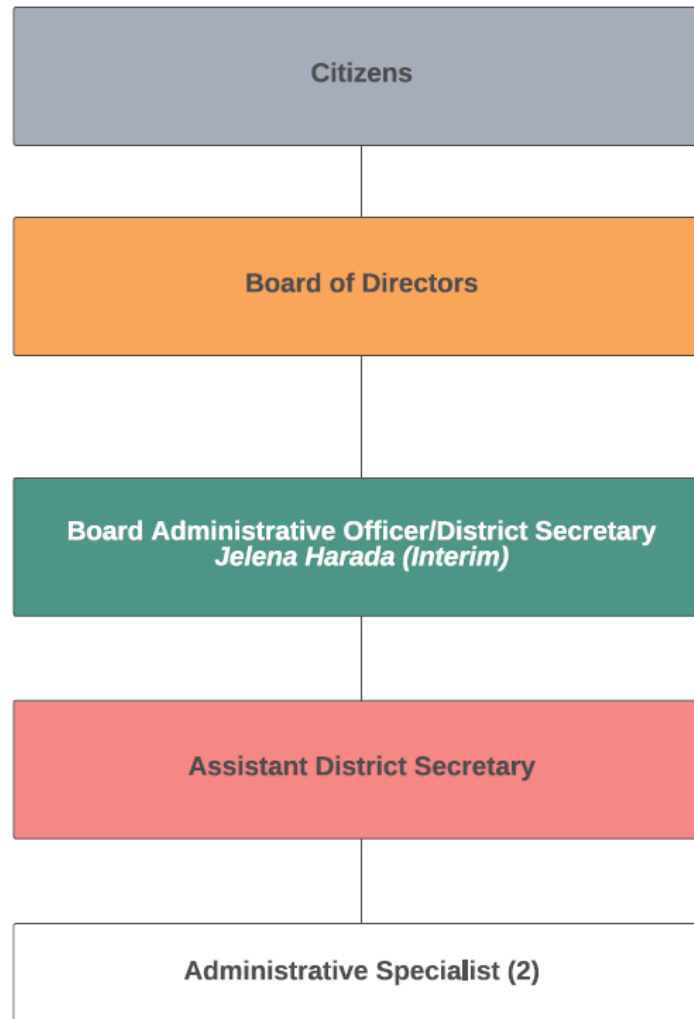 Citizens
Board of Directors
Board Administrative Officer/District Secretary
Jelena Harada (Interim)
Assistant District Secretary
Administrative Specialist (2)